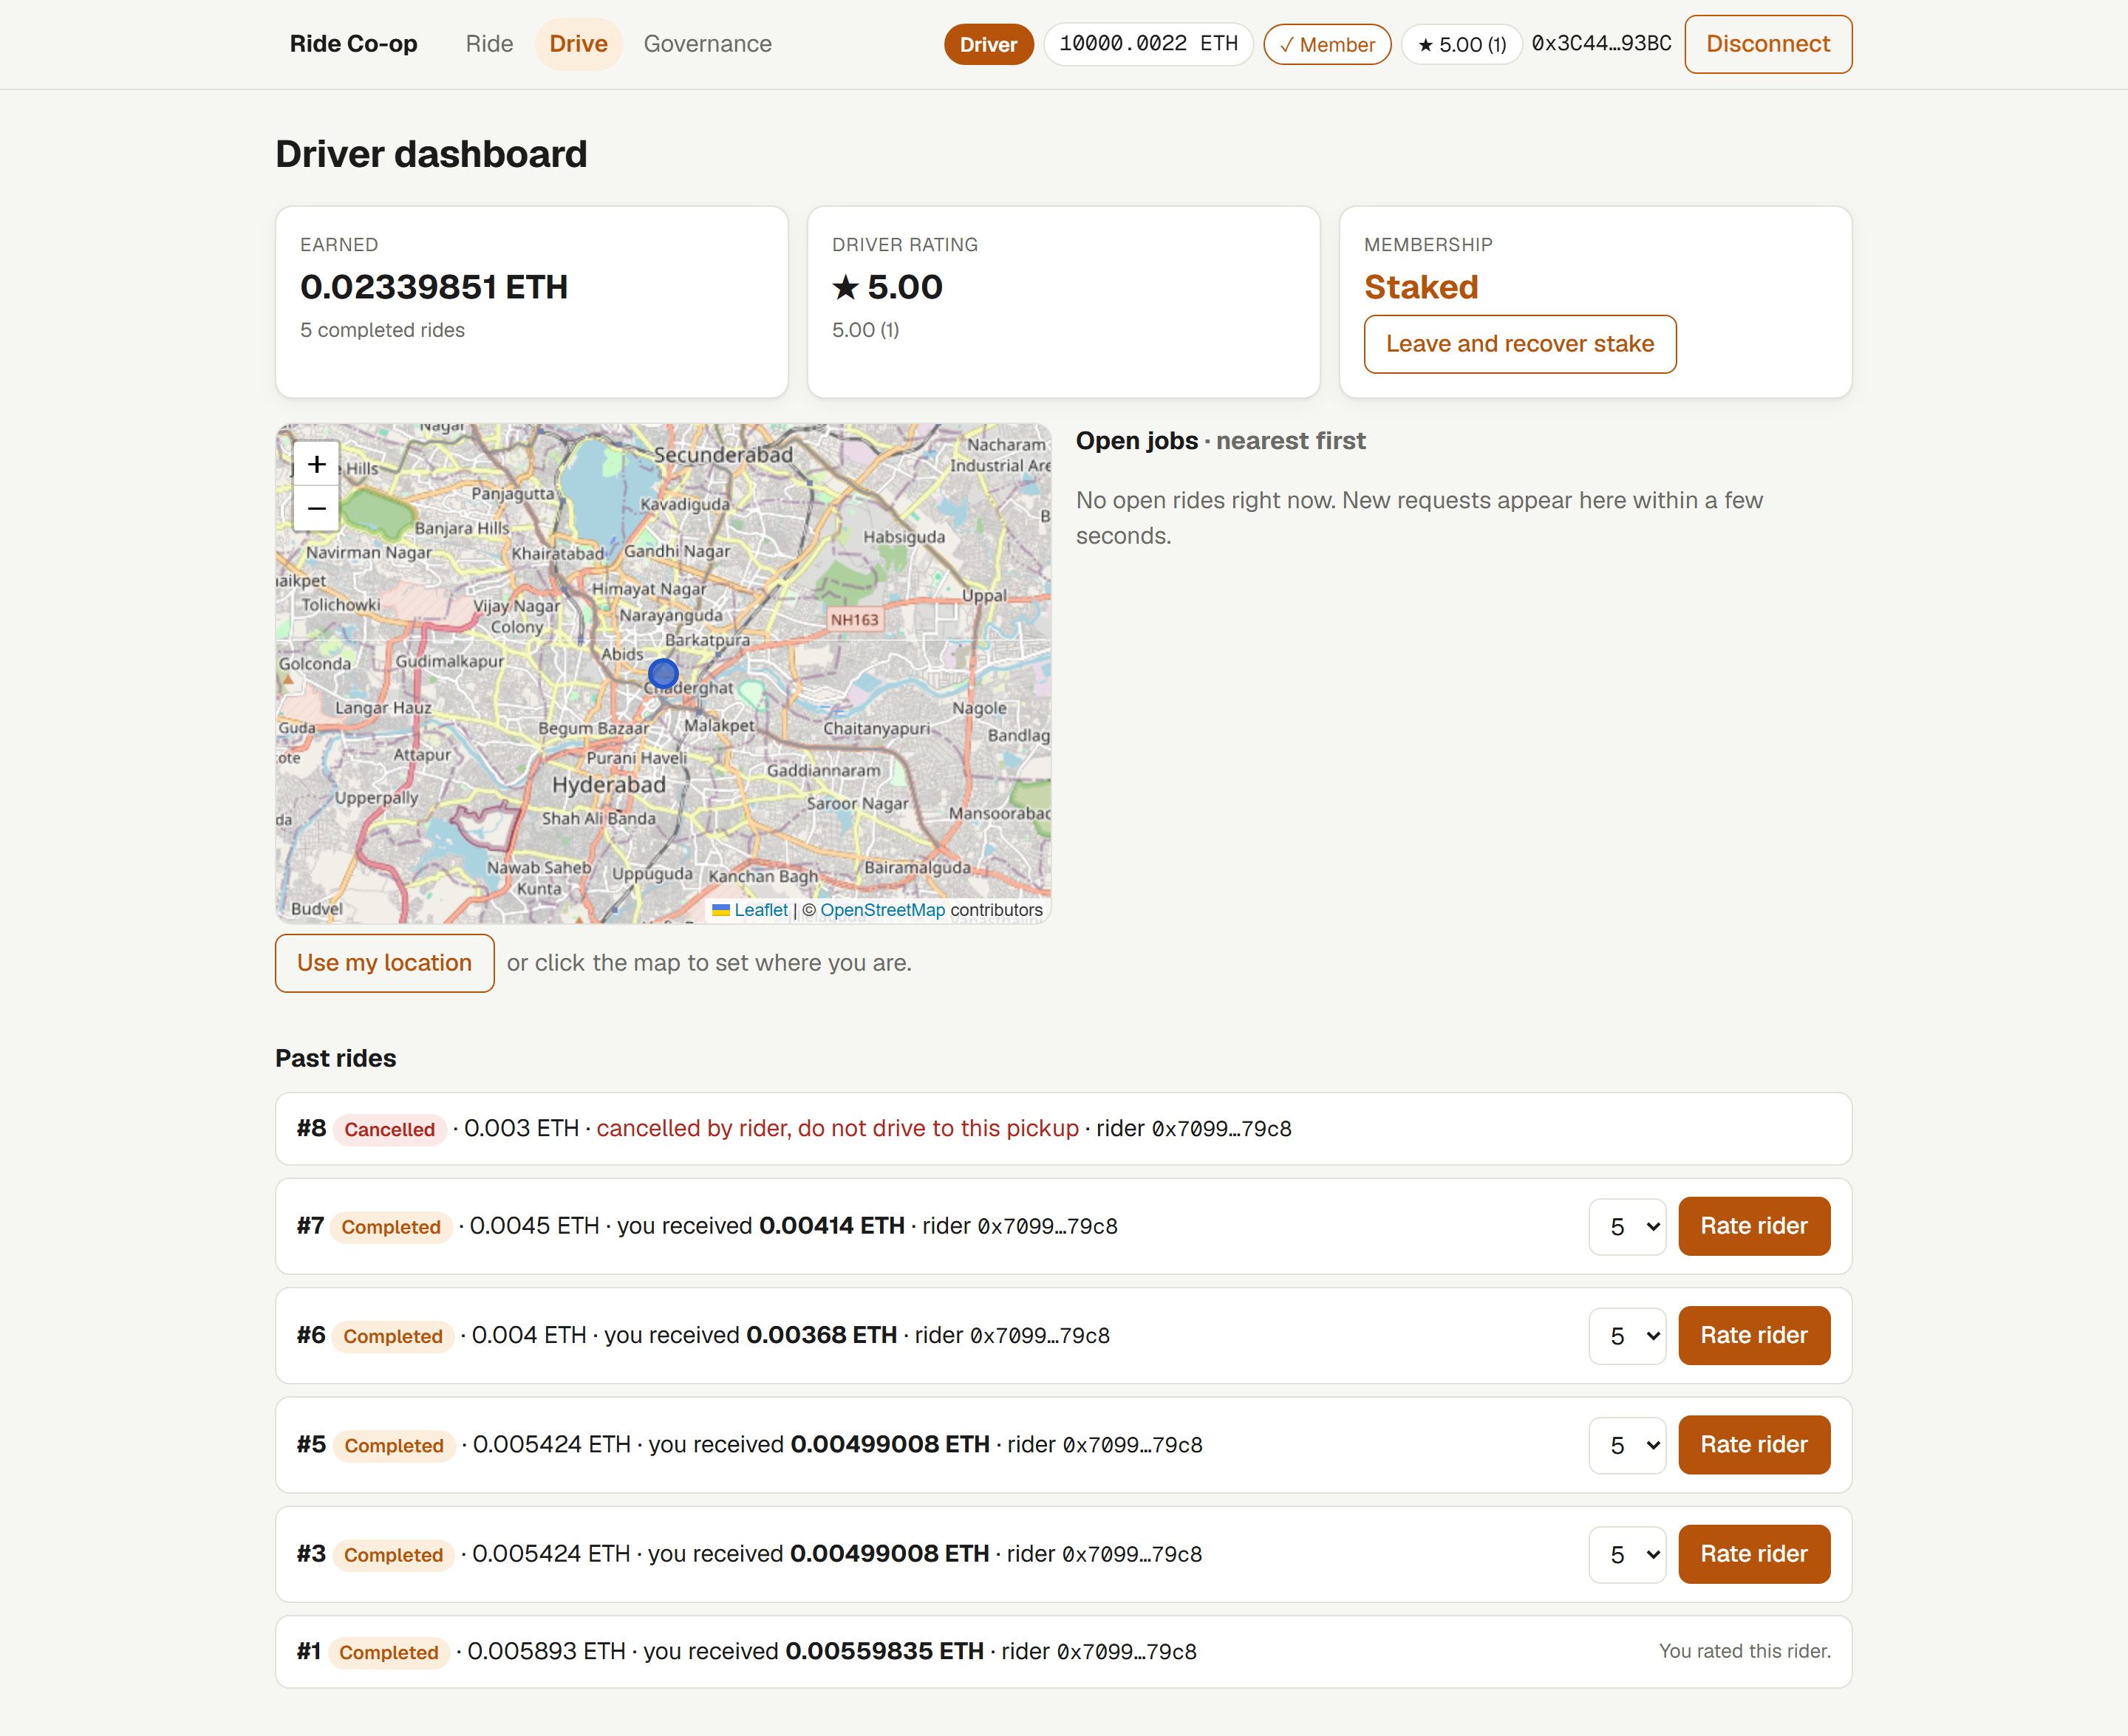 Ride Co-op Ride Drive Governance Driver 10000.0022 ETH ✓ Member ★ 5.00 (1) 0x3C44…93BC Disconnect
Driver dashboard
EARNED
0.02339851 ETH
5 completed rides
DRIVER RATING
★ 5.00
5.00 (1)
MEMBERSHIP
Staked
Leave and recover stake
+
−
Nagar
Hills
Secunderabad
Nacharam
Industrial Are
Panjagutta
Kavadiguda
Banjara Hills
Navirman Nagar
Khairatabad
Gandhi Nagar
Habsiguda
aikpet
Himayat Nagar
Tolichowki
Vijay Nagar
Colony
Narayanguda
NH163
Uppal
Barkatpura
Abids
Golconda
Gudimalkapur
Chaderghat
Langar Hauz
Nagole
Guda
Begum Bazaar
Malakpet
Chaitanyapuri
Bandlag
ote
Attapur
Purani Haveli
Gaddiannaram
Hyderabad
Upperpally
Saroor Nagar
da
Shah Ali Banda
Mansoorabad
Nawab Saheb
Kunta
Uppuguda
Kanchan Bagh
Bairamalguda
Budvel
Leaflet | © OpenStreetMap contributors
Open jobs · nearest first
No open rides right now. New requests appear here within a few
seconds.
Use my location or click the map to set where you are.
Past rides
#8 Cancelled · 0.003 ETH · cancelled by rider, do not drive to this pickup · rider 0x7099…79c8
#7 Completed · 0.0045 ETH · you received 0.00414 ETH · rider 0x7099…79c8 5 Rate rider
#6 Completed · 0.004 ETH · you received 0.00368 ETH · rider 0x7099…79c8 5 Rate rider
#5 Completed · 0.005424 ETH · you received 0.00499008 ETH · rider 0x7099…79c8 5 Rate rider
#3 Completed · 0.005424 ETH · you received 0.00499008 ETH · rider 0x7099…79c8 5 Rate rider
#1 Completed · 0.005893 ETH · you received 0.00559835 ETH · rider 0x7099…79c8 You rated this rider.